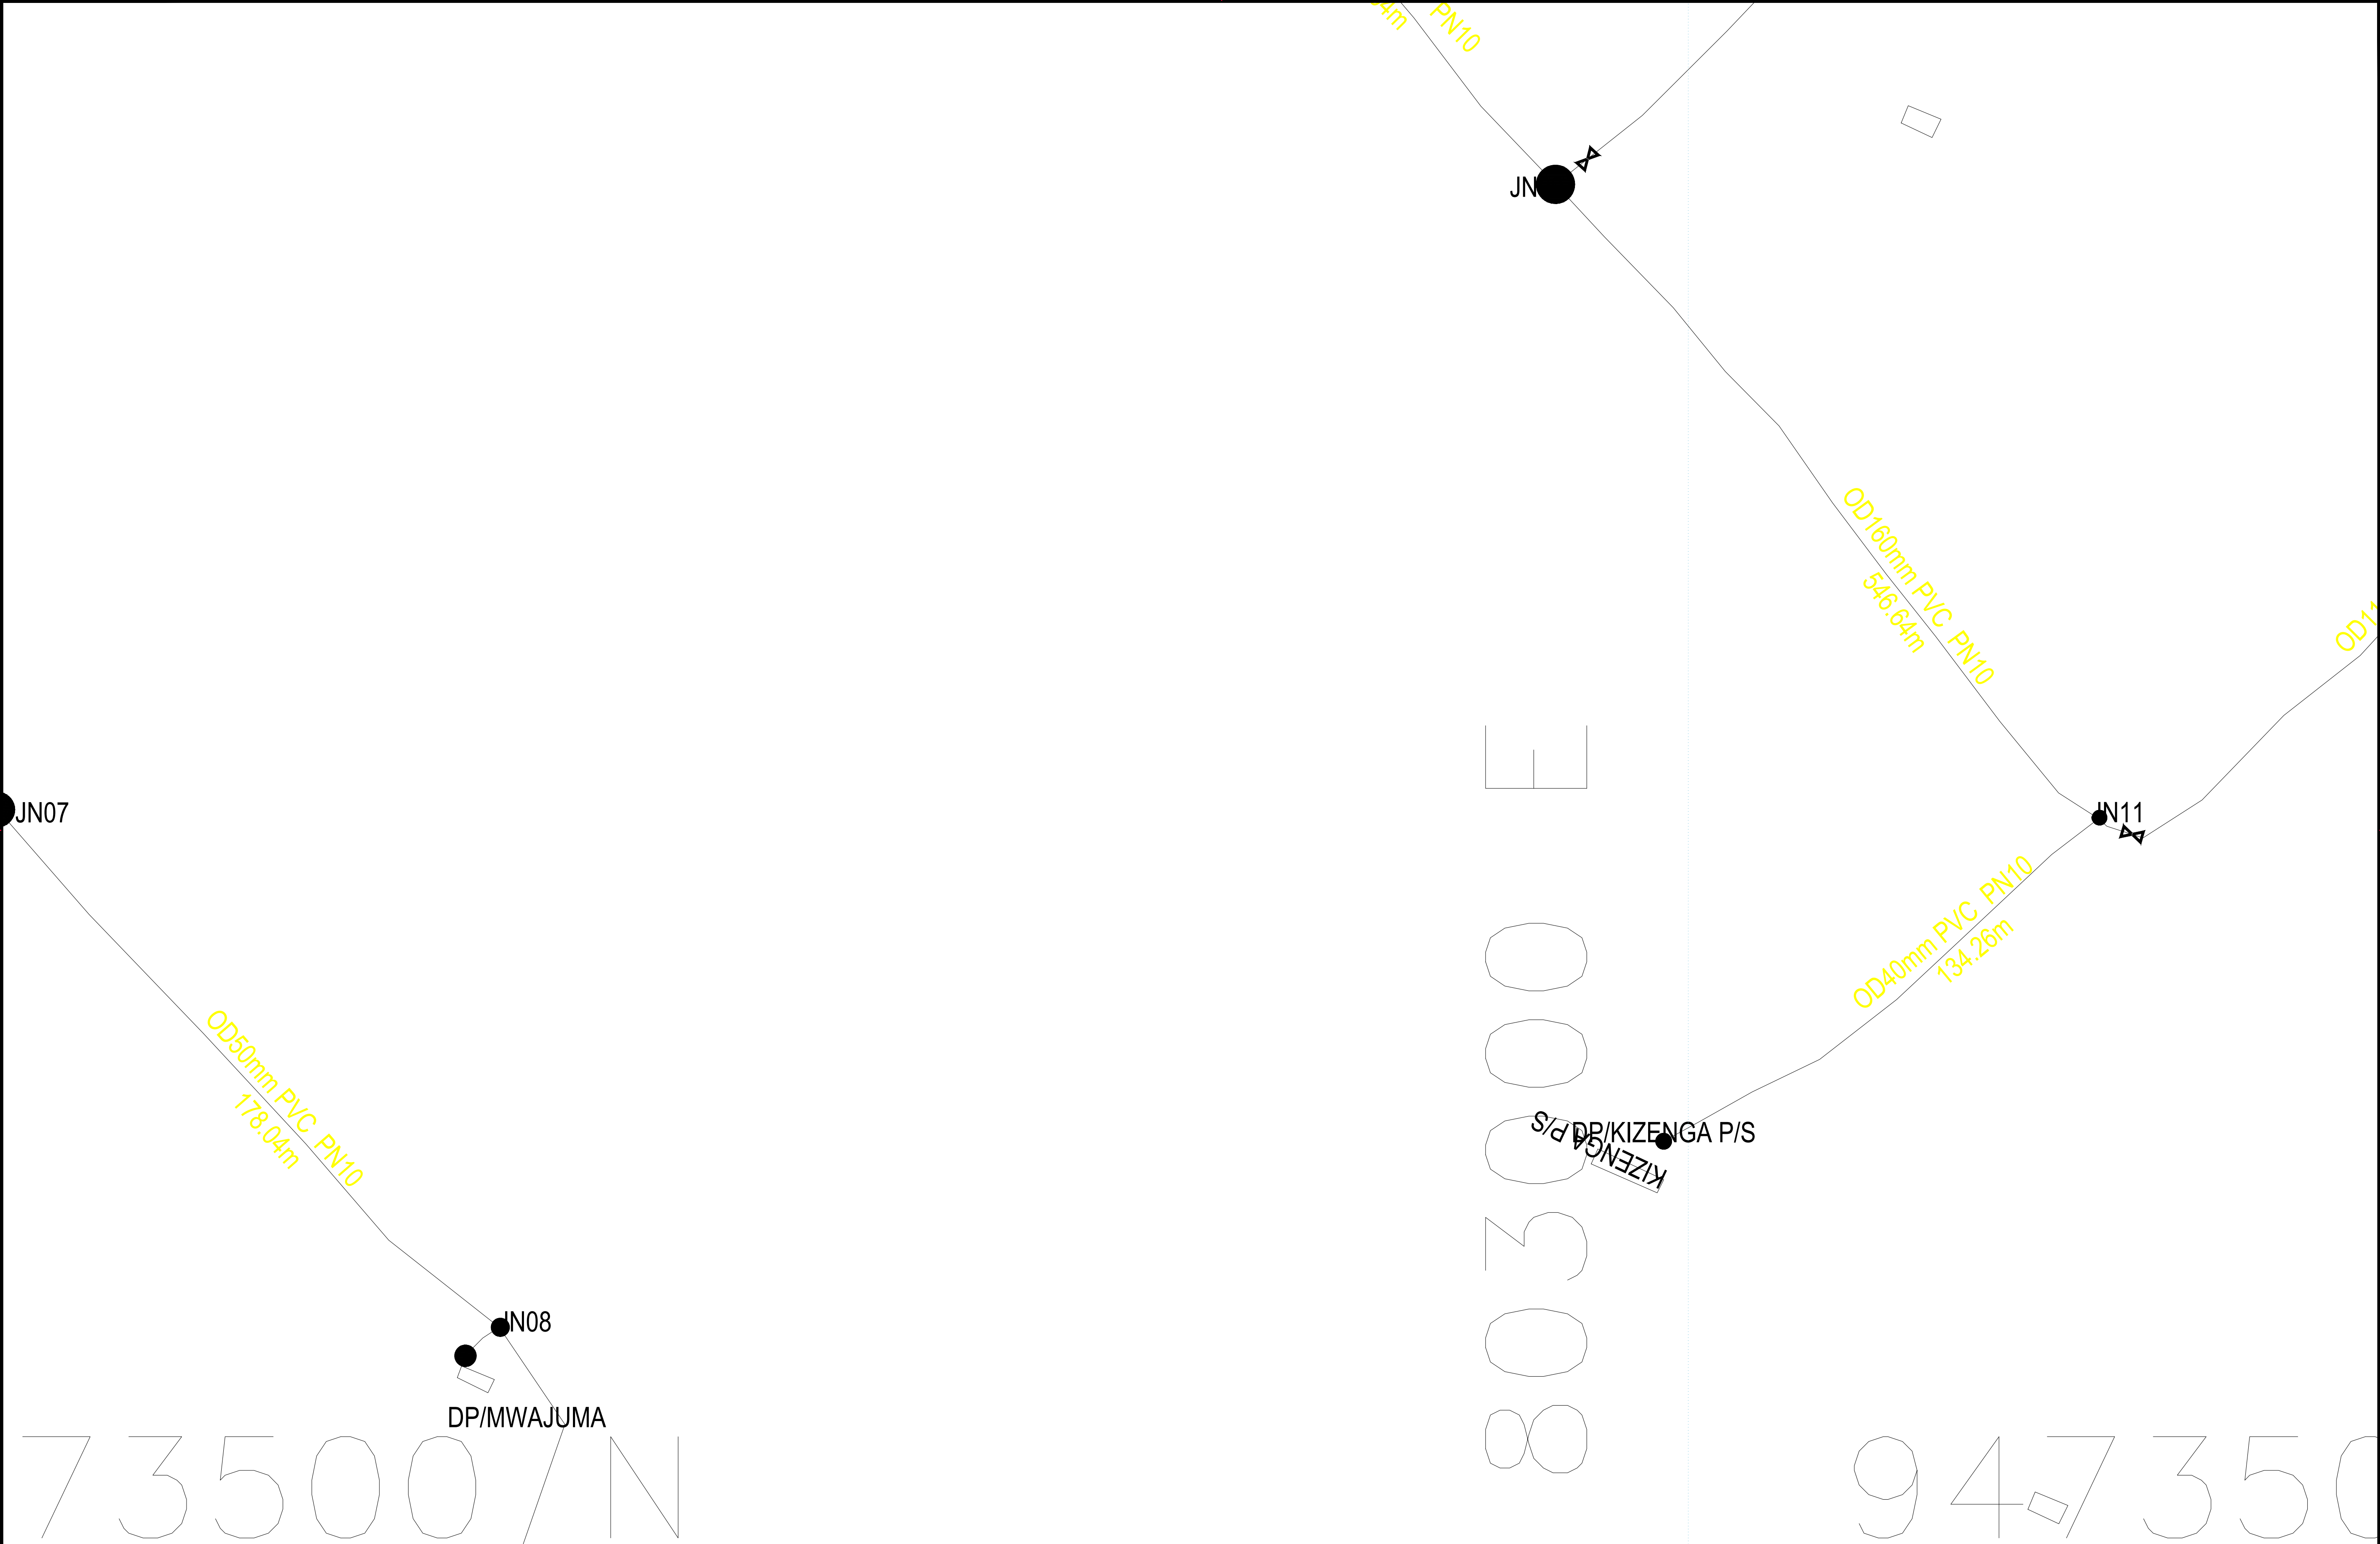 4m
PN10
JN
OD160mm PVC PN10
546.64m
JN07
JN11
OD40mm PVC PN10
134.26m
OD50mm PVC PN10
178.04m
DP/KIZENGA P/S
KIZENGA P/S
JN08
DP/MWAJUMA
803000 E
73500 N
947350